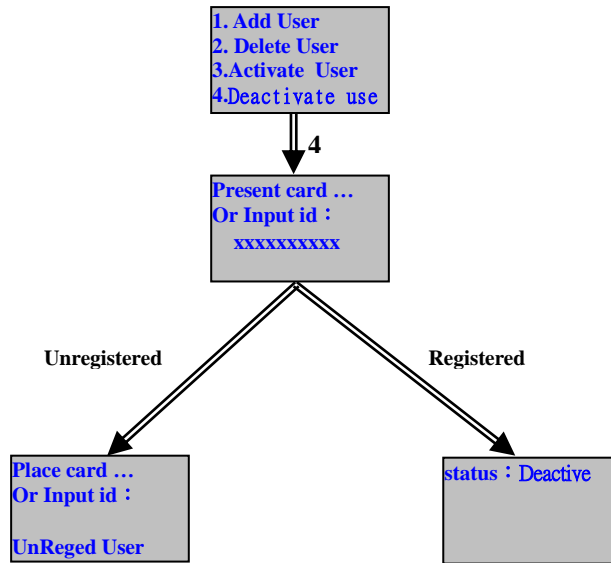 1. Add User
2. Delete User
3.Activate User
4.Deactivate use
4
Present card …
Or Input id：
xxxxxxxxxx
Unregistered
Registered
Place card …
Or Input id：
UnReged User
status：Deactive